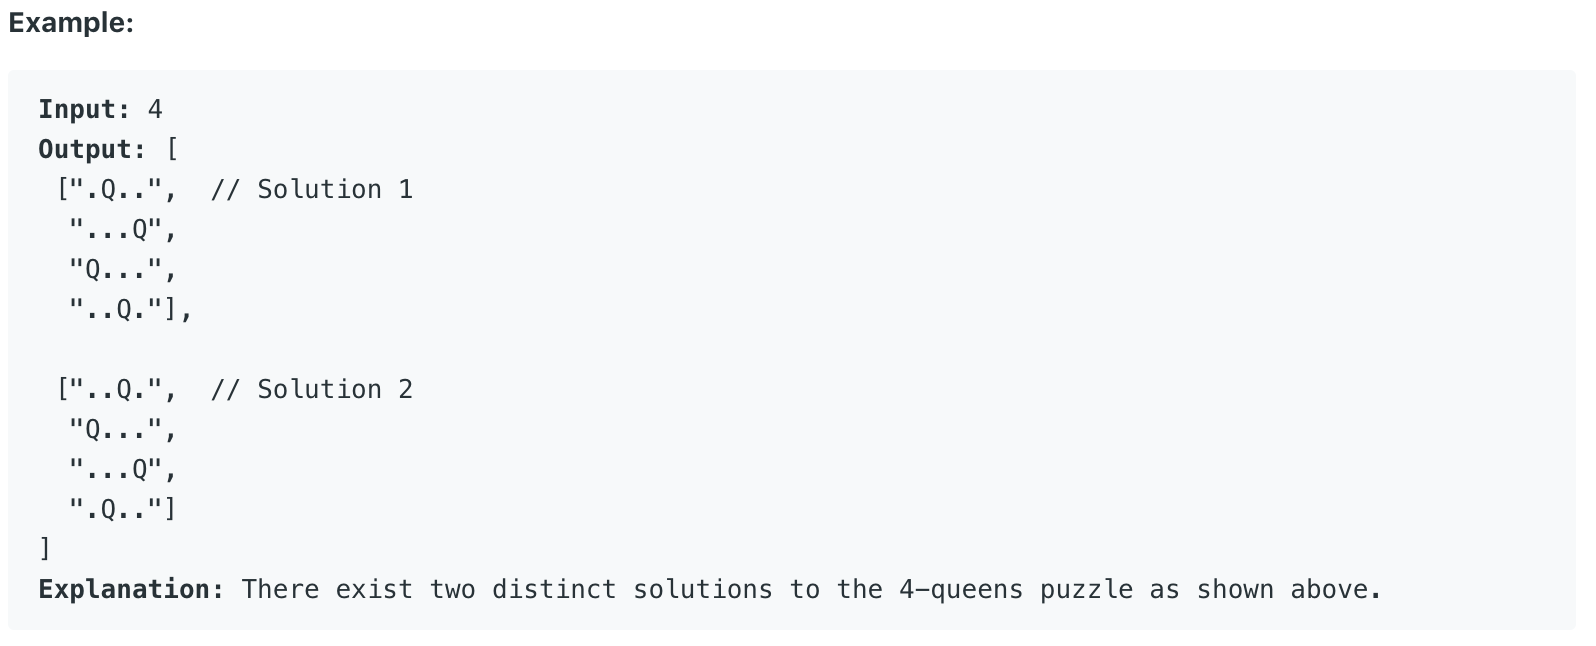 Example:
Input: 4
Output: [
 [".Q..",  // Solution 1
  "...Q",
  "Q...",
  "..Q."],

 ["..Q.",  // Solution 2
  "Q...",
  "...Q",
  ".Q.."]
]
Explanation: There exist two distinct solutions to the 4-queens puzzle as shown above.